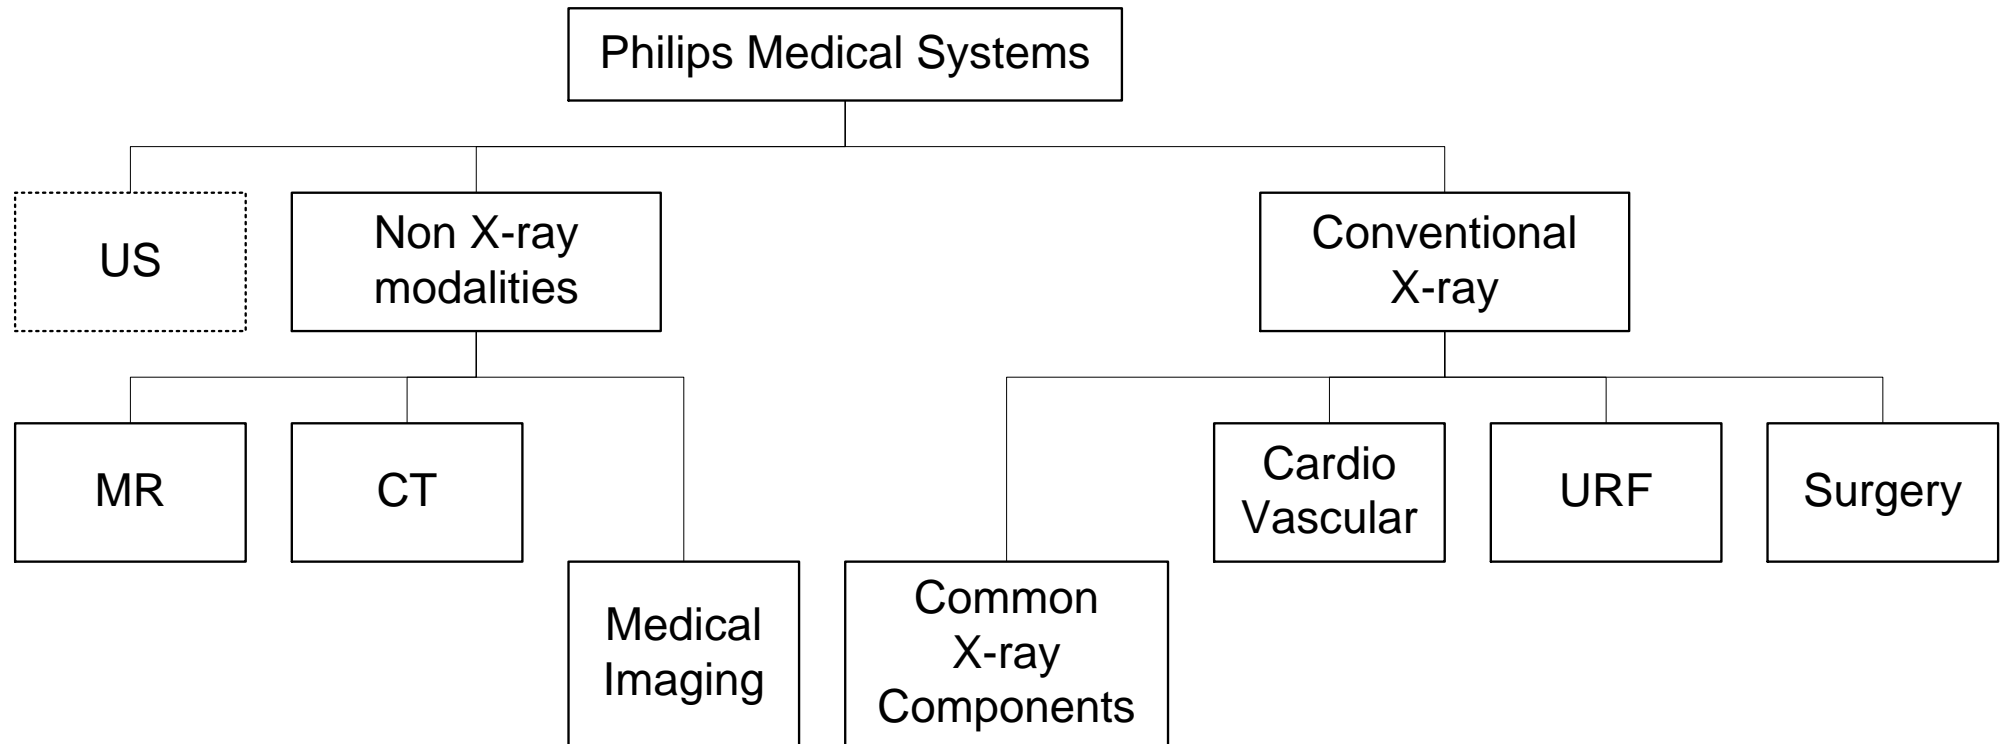 Philips Medical Systems
US
Non X-ray
modalities
Conventional
X-ray
MR
CT
Cardio
Vascular
URF
Surgery
Medical
Imaging
Common
X-ray
Components